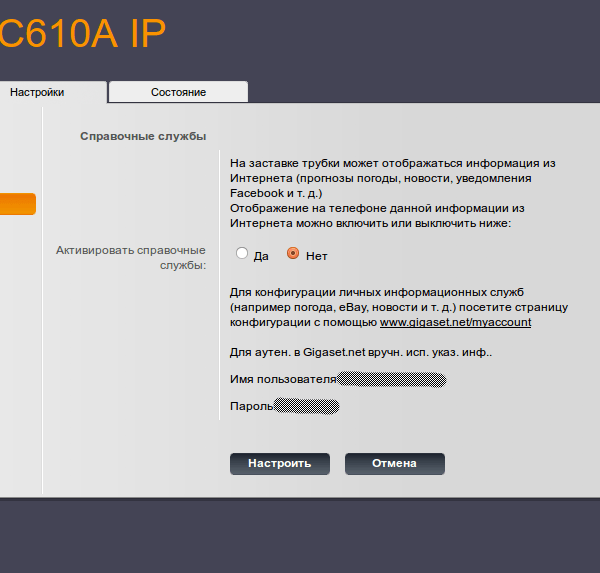 C610A IP
Настройки
Состояние
Справочные службы
На заставке трубки может отображаться информация из
Интернета (прогнозы погоды, новости, уведомления
Facebook и т. д.)
Отображение на телефоне данной информации из
Интернета можно включить или выключить ниже:
Активировать справочные
службы:
Да
Нет
Для конфигурации личных информационных служб
(например погода, eBay, новости и т. д.) посетите страницу
конфигурации с помощью www.gigaset.net/myaccount
Для аутен. в Gigaset.net вручн. исп. указ. инф..
Имя пользователя
Пароль
Настроить
Отмена